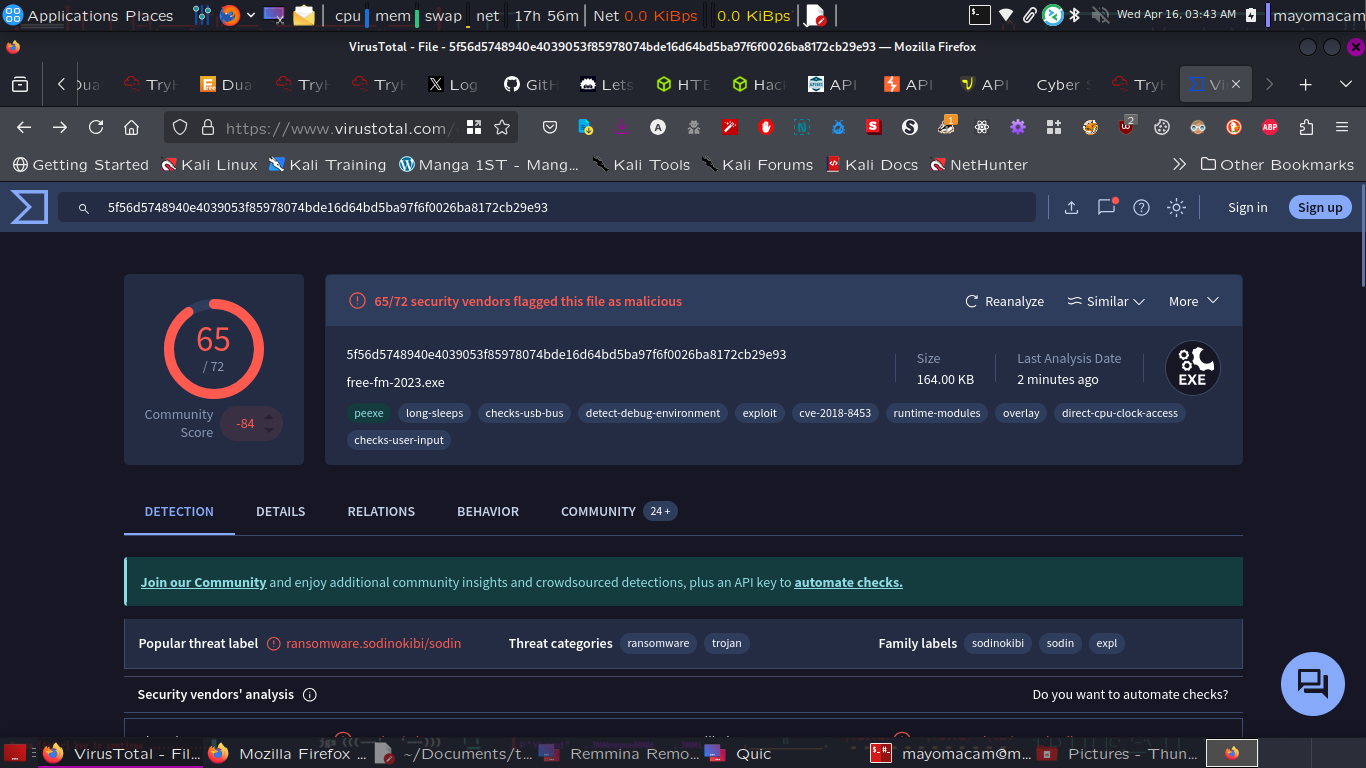 Applications Places cpu mem swap net 17h 56m Net 0.0 KiBps 0.0 KiBps Wed Apr 16, 03:43 AM mayomacam
VirusTotal - File - 5f56d5748940e4039053f85978074bde16d64bd5ba97f6f0026ba8172cb29e93 — Mozilla Firefox
Dua TryH Dua TryH TryH Log GitH Lets HTB Hac API API API Cyber TryH Vi
https://www.virustotal.com/ 1 2 ABP
Getting Started Kali Linux Kali Training Manga 1ST - Mang... Kali Tools Kali Forums Kali Docs NetHunter Other Bookmarks
5f56d5748940e4039053f85978074bde16d64bd5ba97f6f0026ba8172cb29e93 Sign in Sign up
65/72 security vendors flagged this file as malicious Reanalyze Similar More
65
/ 72
Community Score -84
5f56d5748940e4039053f85978074bde16d64bd5ba97f6f0026ba8172cb29e93
free-fm-2023.exe
Size
164.00 KB
Last Analysis Date
2 minutes ago
EXE
peexe long-sleeps checks-usb-bus detect-debug-environment exploit cve-2018-8453 runtime-modules overlay direct-cpu-clock-access
checks-user-input
DETECTION DETAILS RELATIONS BEHAVIOR COMMUNITY 24 +
Join our Community and enjoy additional community insights and crowdsourced detections, plus an API key to automate checks.
Popular threat label ransomware.sodinokibi/sodin Threat categories ransomware trojan Family labels sodinokibi sodin expl
Security vendors' analysis Do you want to automate checks?
VirusTotal - Fil... Mozilla Firefox ~/Documents/t... Remmina Remo... Quic mayomacam@m... Pictures - Thun...